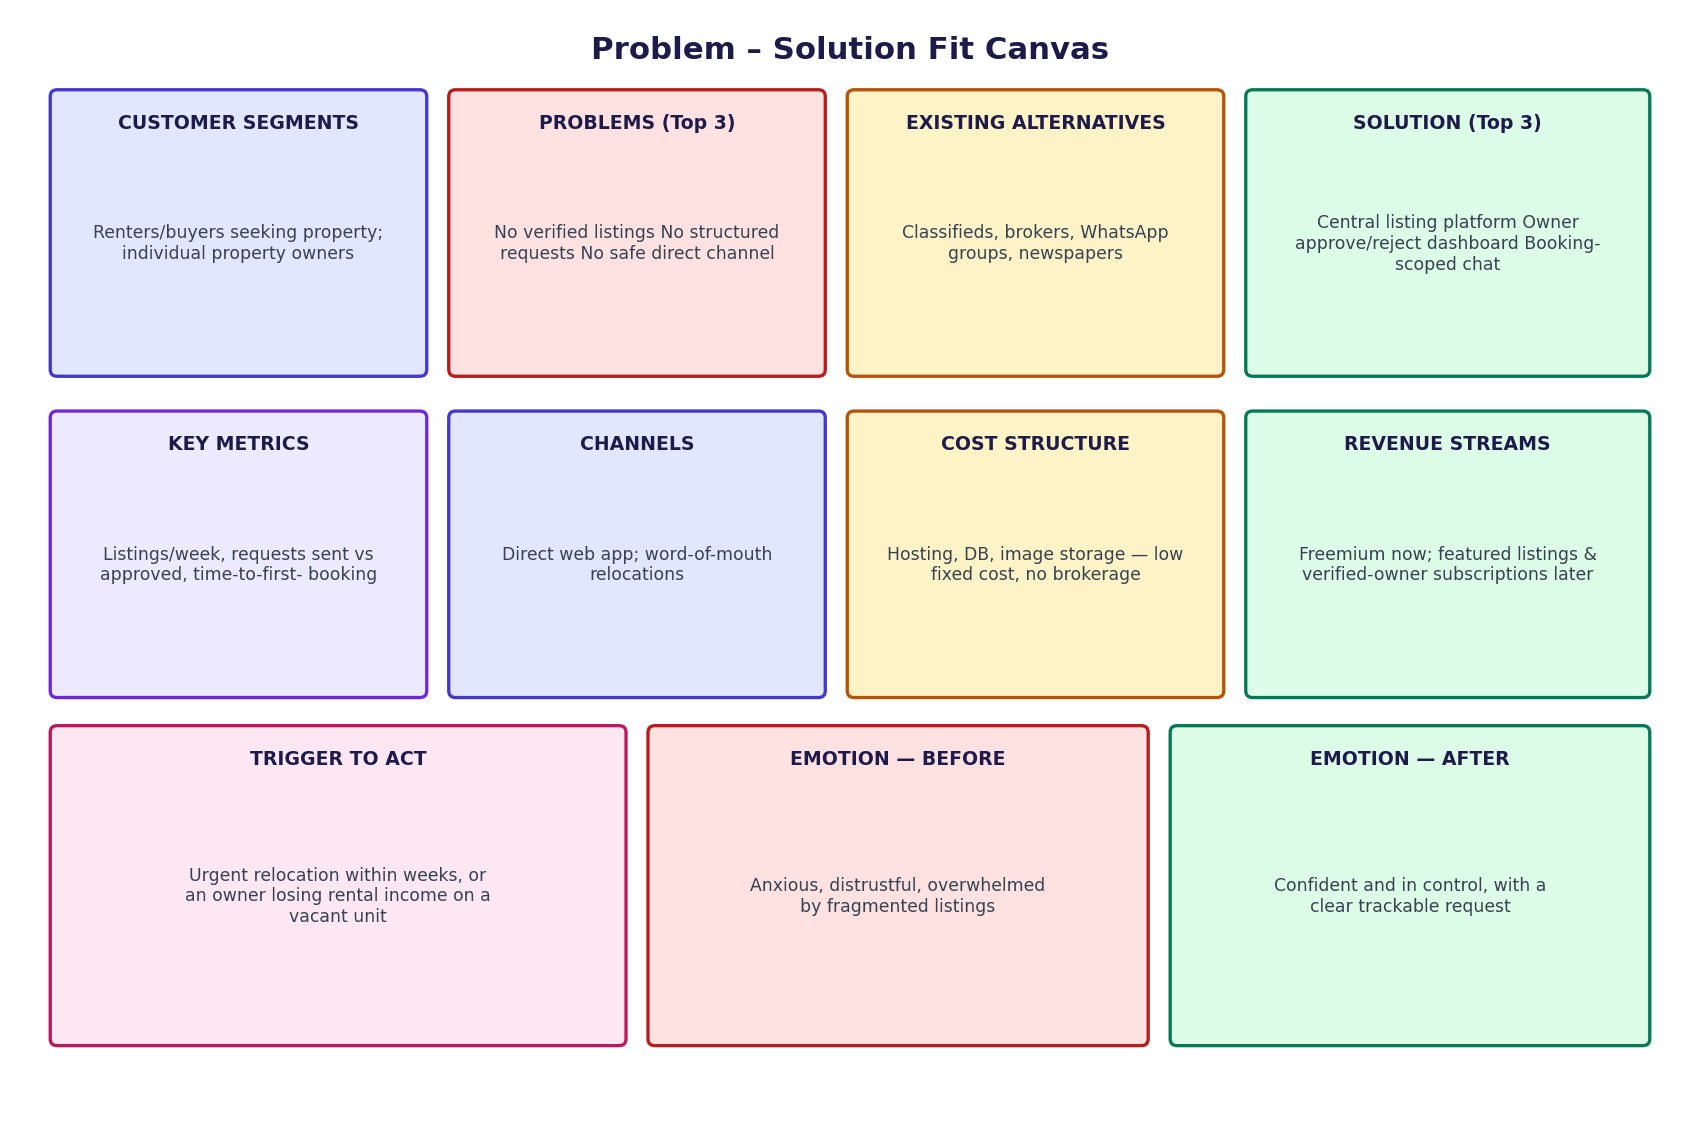 Problem – Solution Fit Canvas
CUSTOMER SEGMENTS
Renters/buyers seeking property;
individual property owners
PROBLEMS (Top 3)
No verified listings No structured
requests No safe direct channel
EXISTING ALTERNATIVES
Classifieds, brokers, WhatsApp
groups, newspapers
SOLUTION (Top 3)
Central listing platform Owner
approve/reject dashboard Booking-
scoped chat
KEY METRICS
Listings/week, requests sent vs
approved, time-to-first- booking
CHANNELS
Direct web app; word-of-mouth
relocations
COST STRUCTURE
Hosting, DB, image storage — low
fixed cost, no brokerage
REVENUE STREAMS
Freemium now; featured listings &
verified-owner subscriptions later
TRIGGER TO ACT
Urgent relocation within weeks, or
an owner losing rental income on a
vacant unit
EMOTION — BEFORE
Anxious, distrustful, overwhelmed
by fragmented listings
EMOTION — AFTER
Confident and in control, with a
clear trackable request